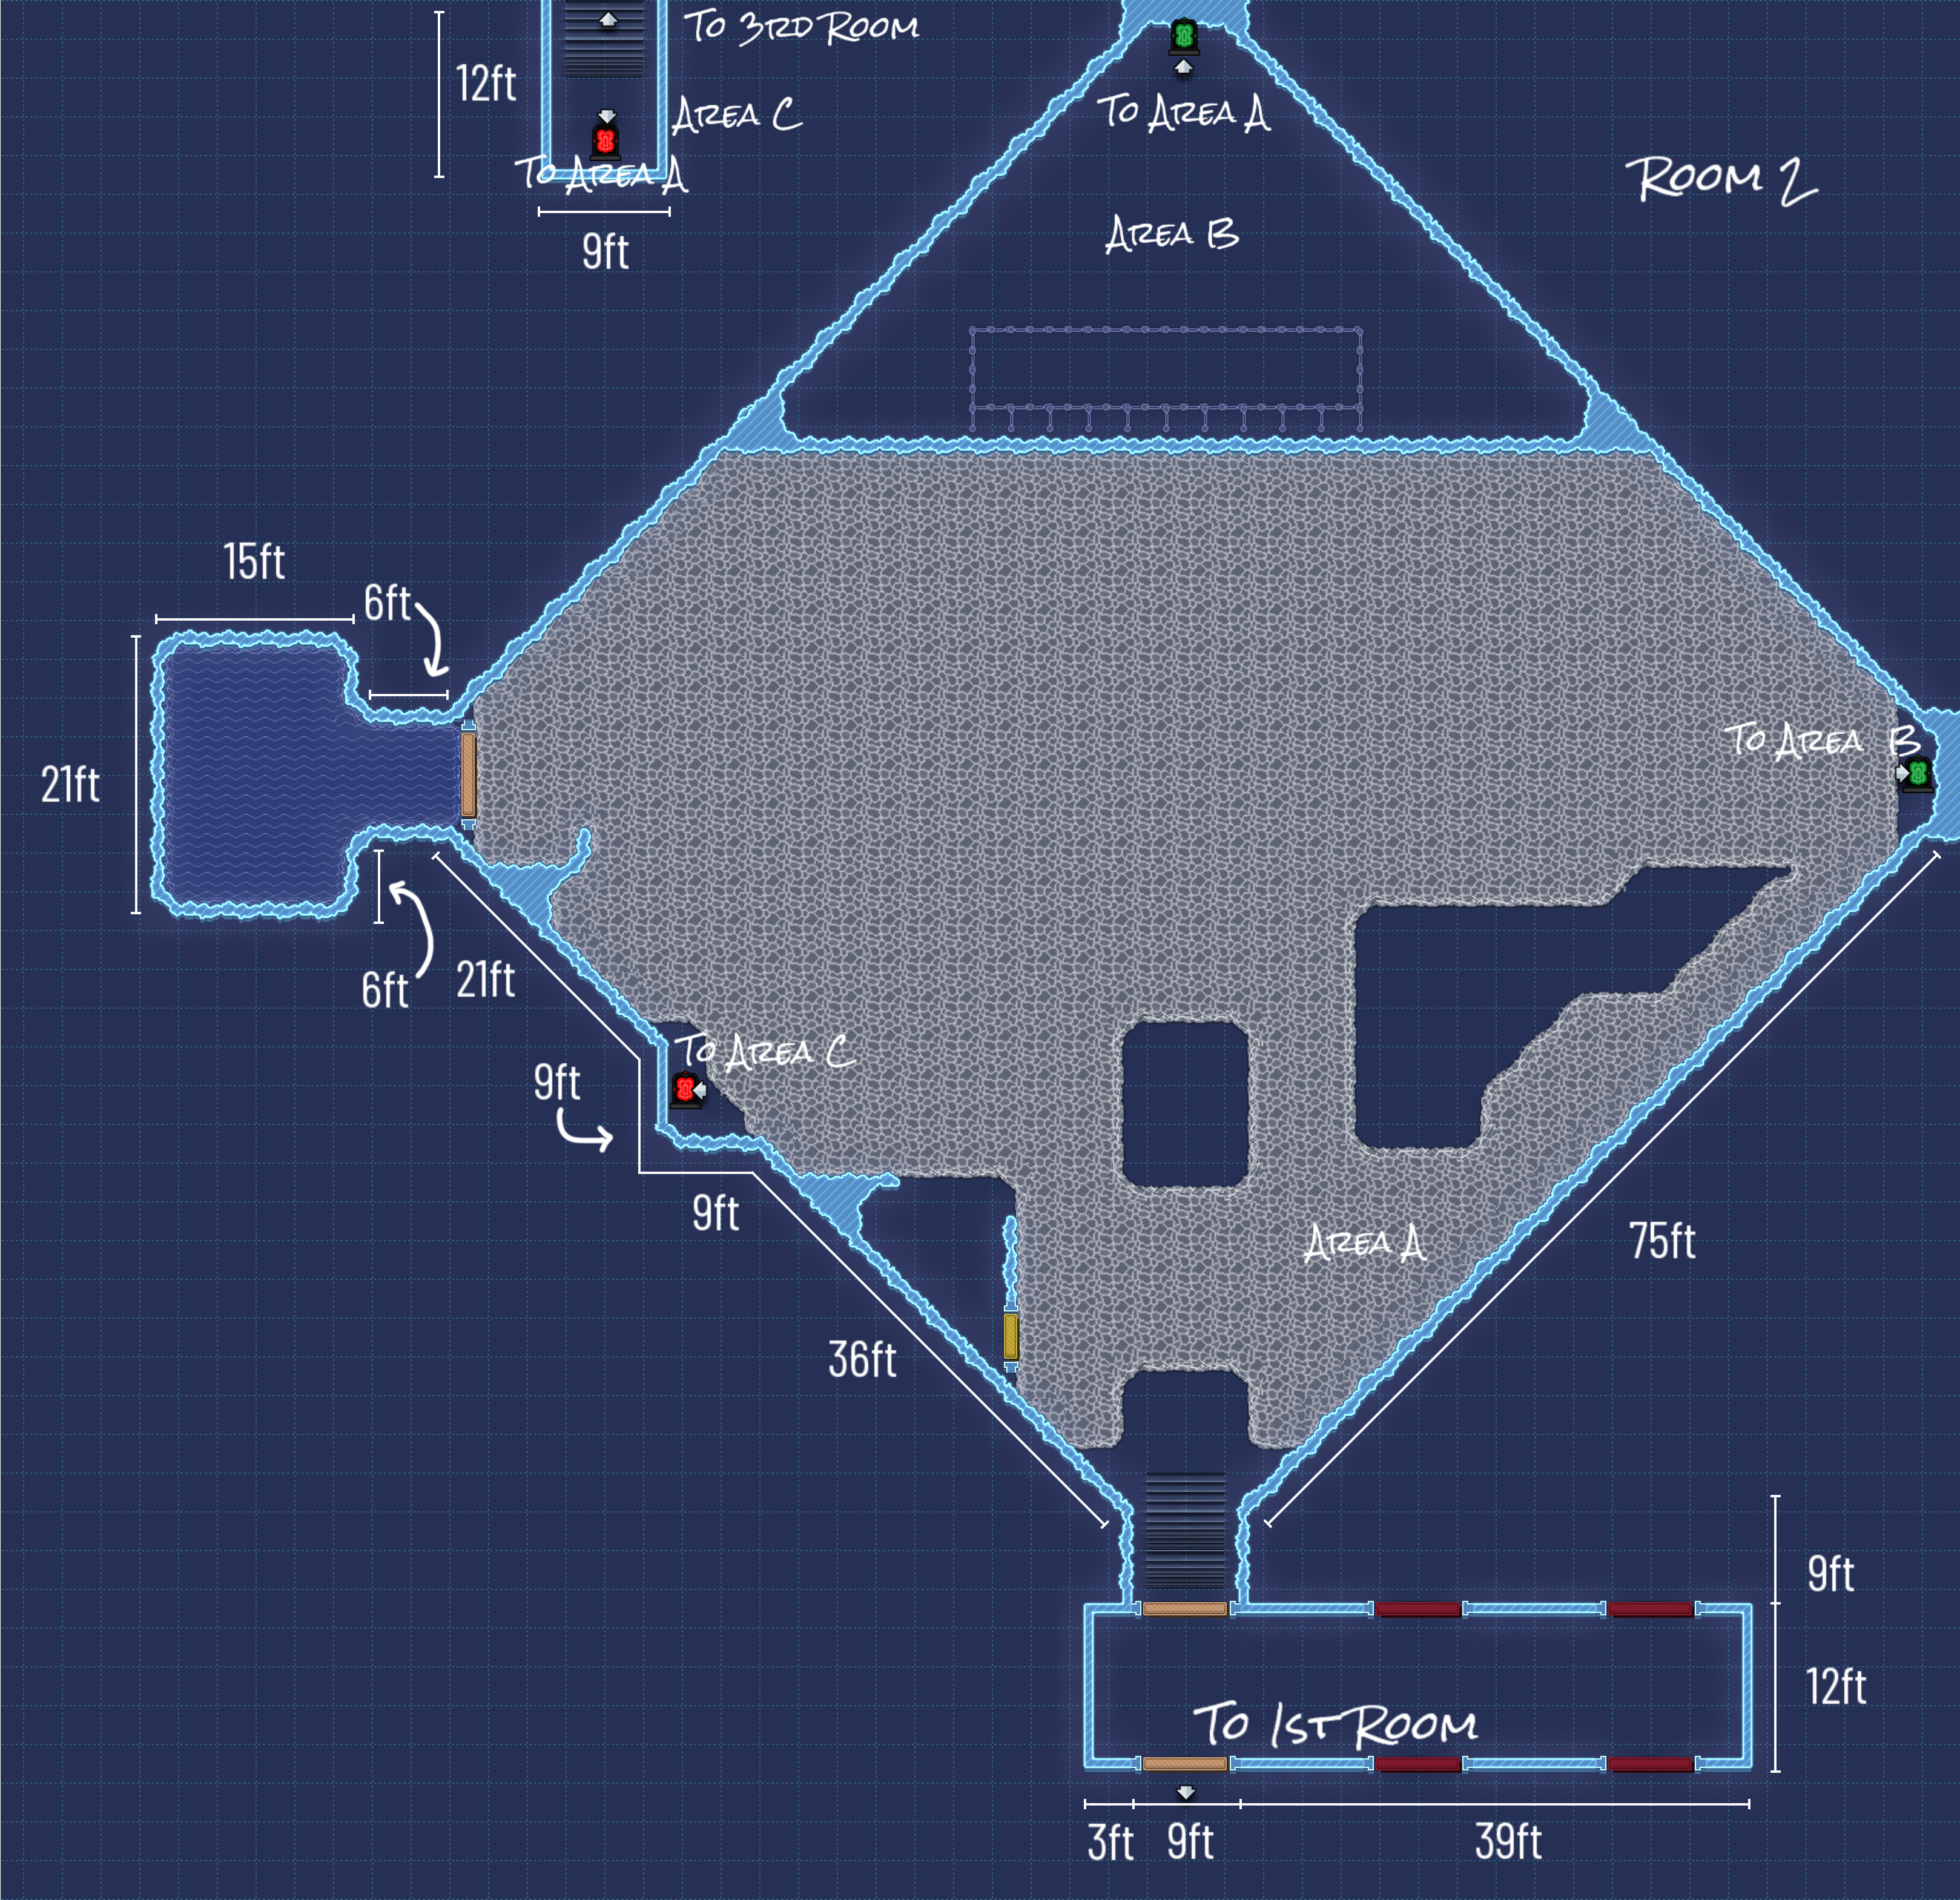 To 3rd Room
12ft
Area C
To Area A
9ft
To Area A
Room 2
Area B
15ft
6ft
To Area B
21ft
6ft
21ft
To Area C
9ft
9ft
Area A
75ft
36ft
9ft
12ft
To 1st Room
3ft
9ft
39ft